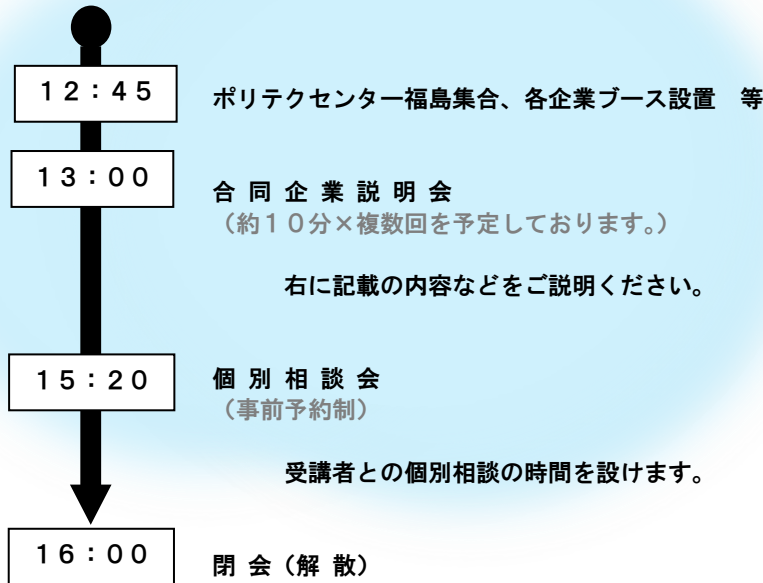 １２：４５
ポリテクセンター福島集合、各企業ブース設置　等
１３：００
合 同 企 業 説 明 会
（約１０分×複数回を予定しております。）
右に記載の内容などをご説明ください。
１５：２０
個 別 相 談 会
（事前予約制）
受講者との個別相談の時間を設けます。
１６：００
閉 会（解 散）